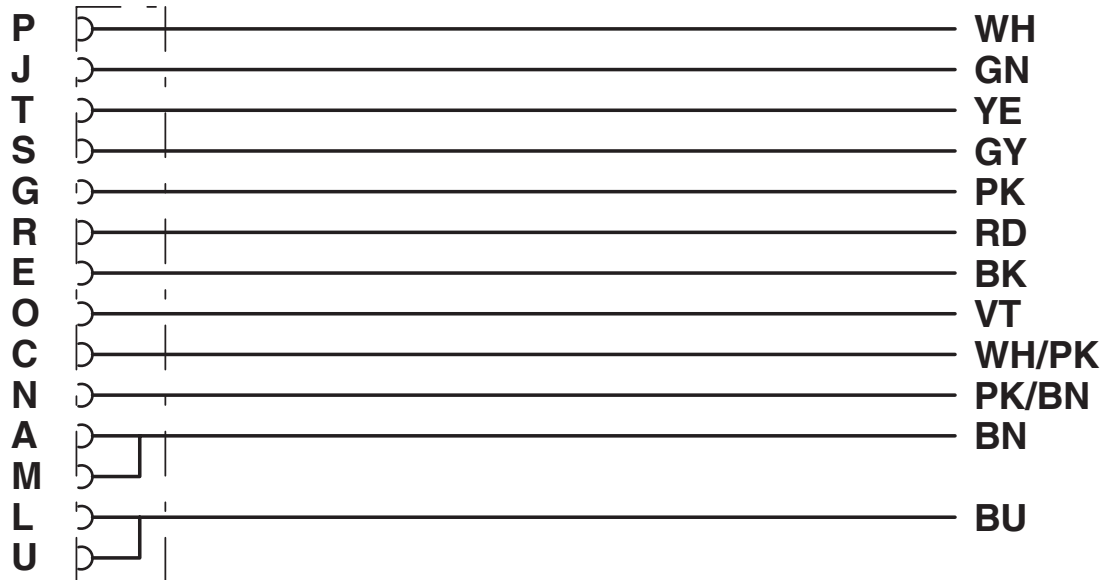 P WH
J GN
T YE
S GY
G PK
R RD
E BK
O VT
C WH/PK
N PK/BN
A BN
M
L BU
U